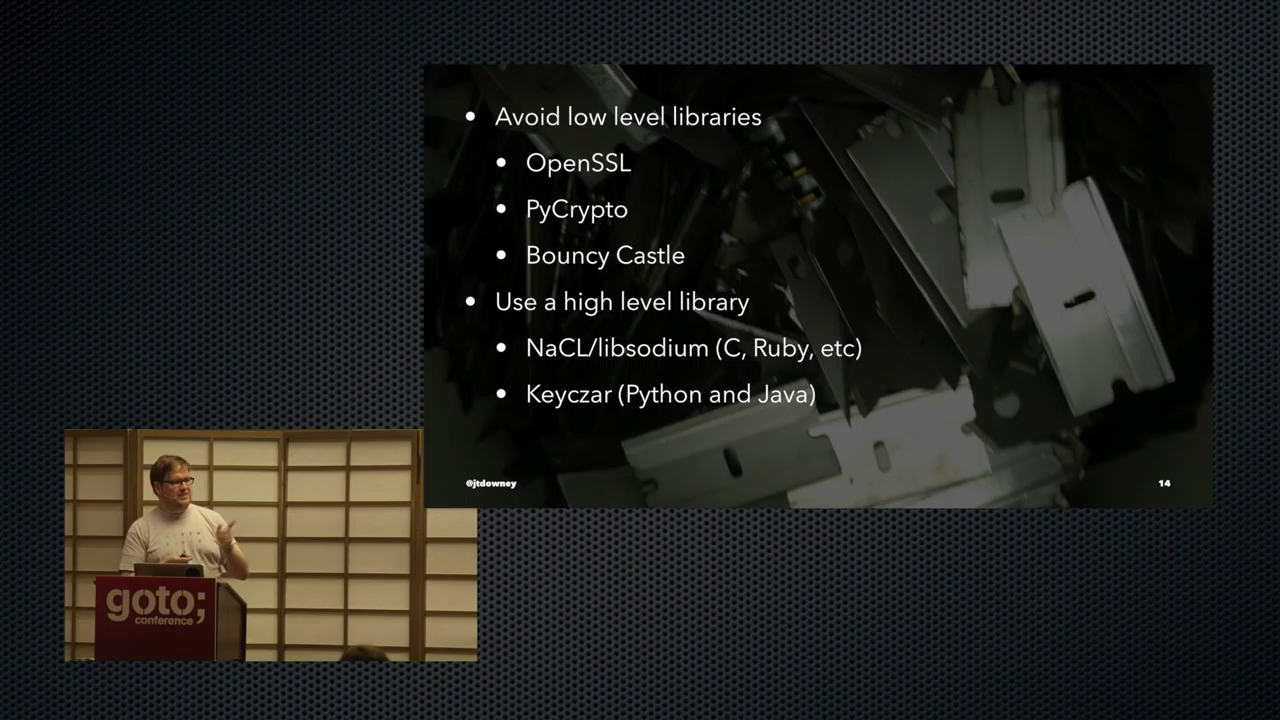 Avoid low level libraries
OpenSSL
PyCrypto
Bouncy Castle
Use a high level library
NaCL/libsodium (C, Ruby, etc)
Keyczar (Python and Java)
@jtdowney
14
goto;
conference